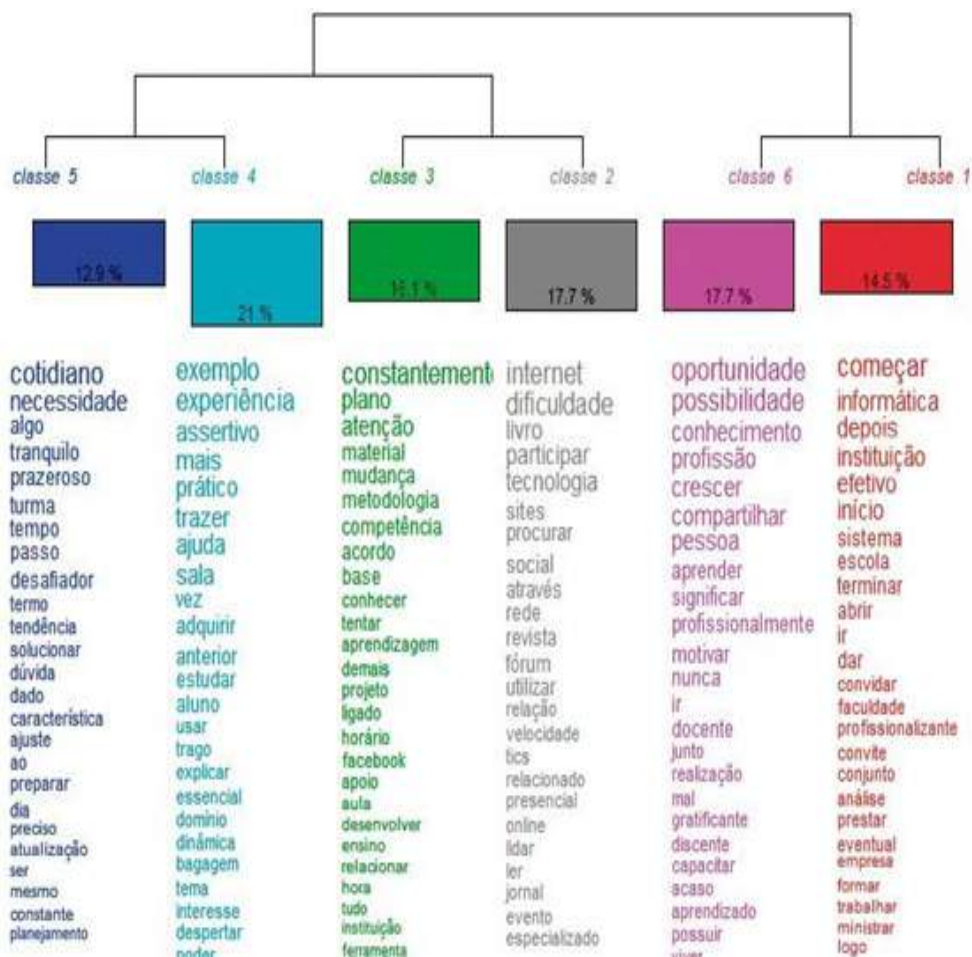 classe 5
classe 4
classe 3
classe 2
classe 6
classe 1
12.9 %
21 %
16.1 %
17.7 %
17.7 %
14.5 %
cotidiano
necessidade
algo
tranquilo
prazeroso
turma
tempo
passo
desafiador
termo
tendência
solucionar
dúvida
dado
característica
ajuste
ao
preparar
dia
preciso
atualização
ser
mesmo
constante
planejamento
exemplo
experiência
assertivo
mais
prático
trazer
ajuda
sala
vez
adquirir
anterior
estudar
aluno
usar
trago
explicar
essencial
domínio
dinâmica
bagagem
tema
interesse
despertar
poder
constantement
plano
atenção
material
mudança
metodologia
competência
acordo
base
conhecer
tentar
aprendizagem
demais
projeto
ligado
horário
facebook
apoio
aula
desenvolver
ensino
relacionar
hora
tudo
instituição
ferramenta
internet
dificuldade
livro
participar
tecnologia
sites
procurar
social
através
rede
revista
fórum
utilizar
relação
velocidade
tics
relacionado
presencial
online
lidar
ler
jornal
evento
especializado
oportunidade
possibilidade
conhecimento
profissão
crescer
compartilhar
pessoa
aprender
significar
profissionalmente
motivar
nunca
ir
docente
junto
realização
mal
gratificante
discente
capacitar
acaso
aprendizado
possuir
viver
começar
informática
depois
instituição
efetivo
início
sistema
escola
terminar
abrir
ir
dar
convidar
faculdade
profissionalizante
convite
conjunto
análise
prestar
eventual
empresa
formar
trabalhar
ministrar
logo